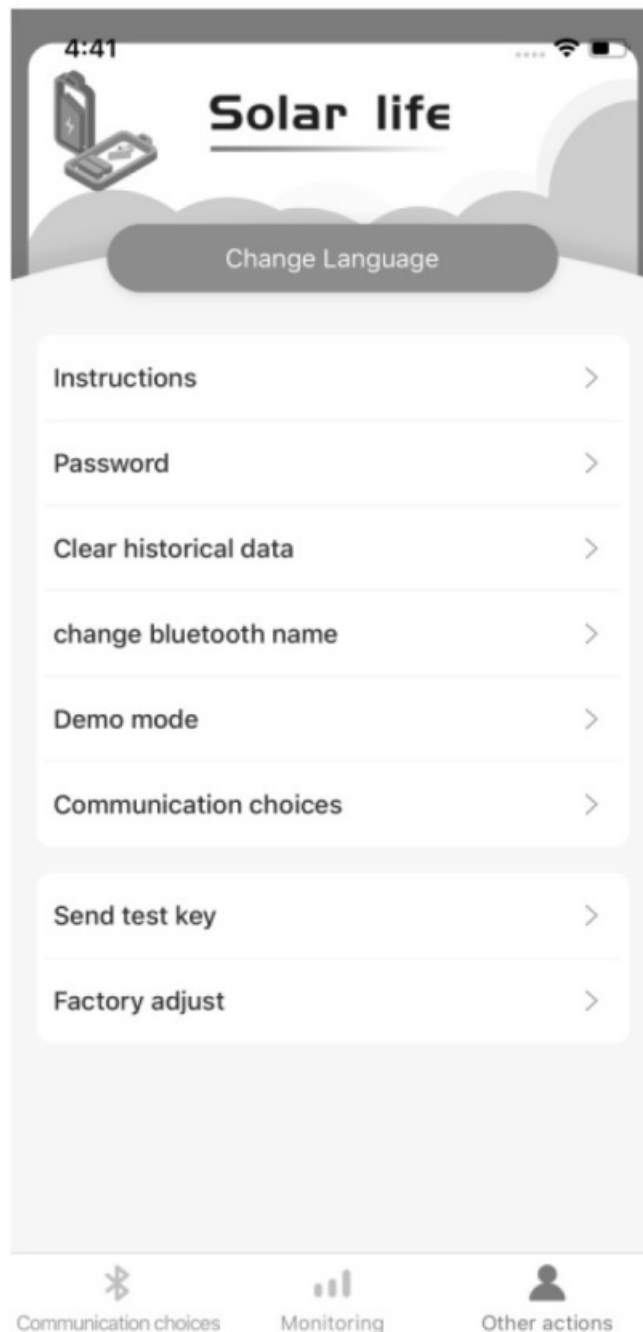 4:41
Solar life
Change Language
Instructions
Password
Clear historical data
change bluetooth name
Demo mode
Communication choices
Send test key
Factory adjust
Communication choices
Monitoring
Other actions